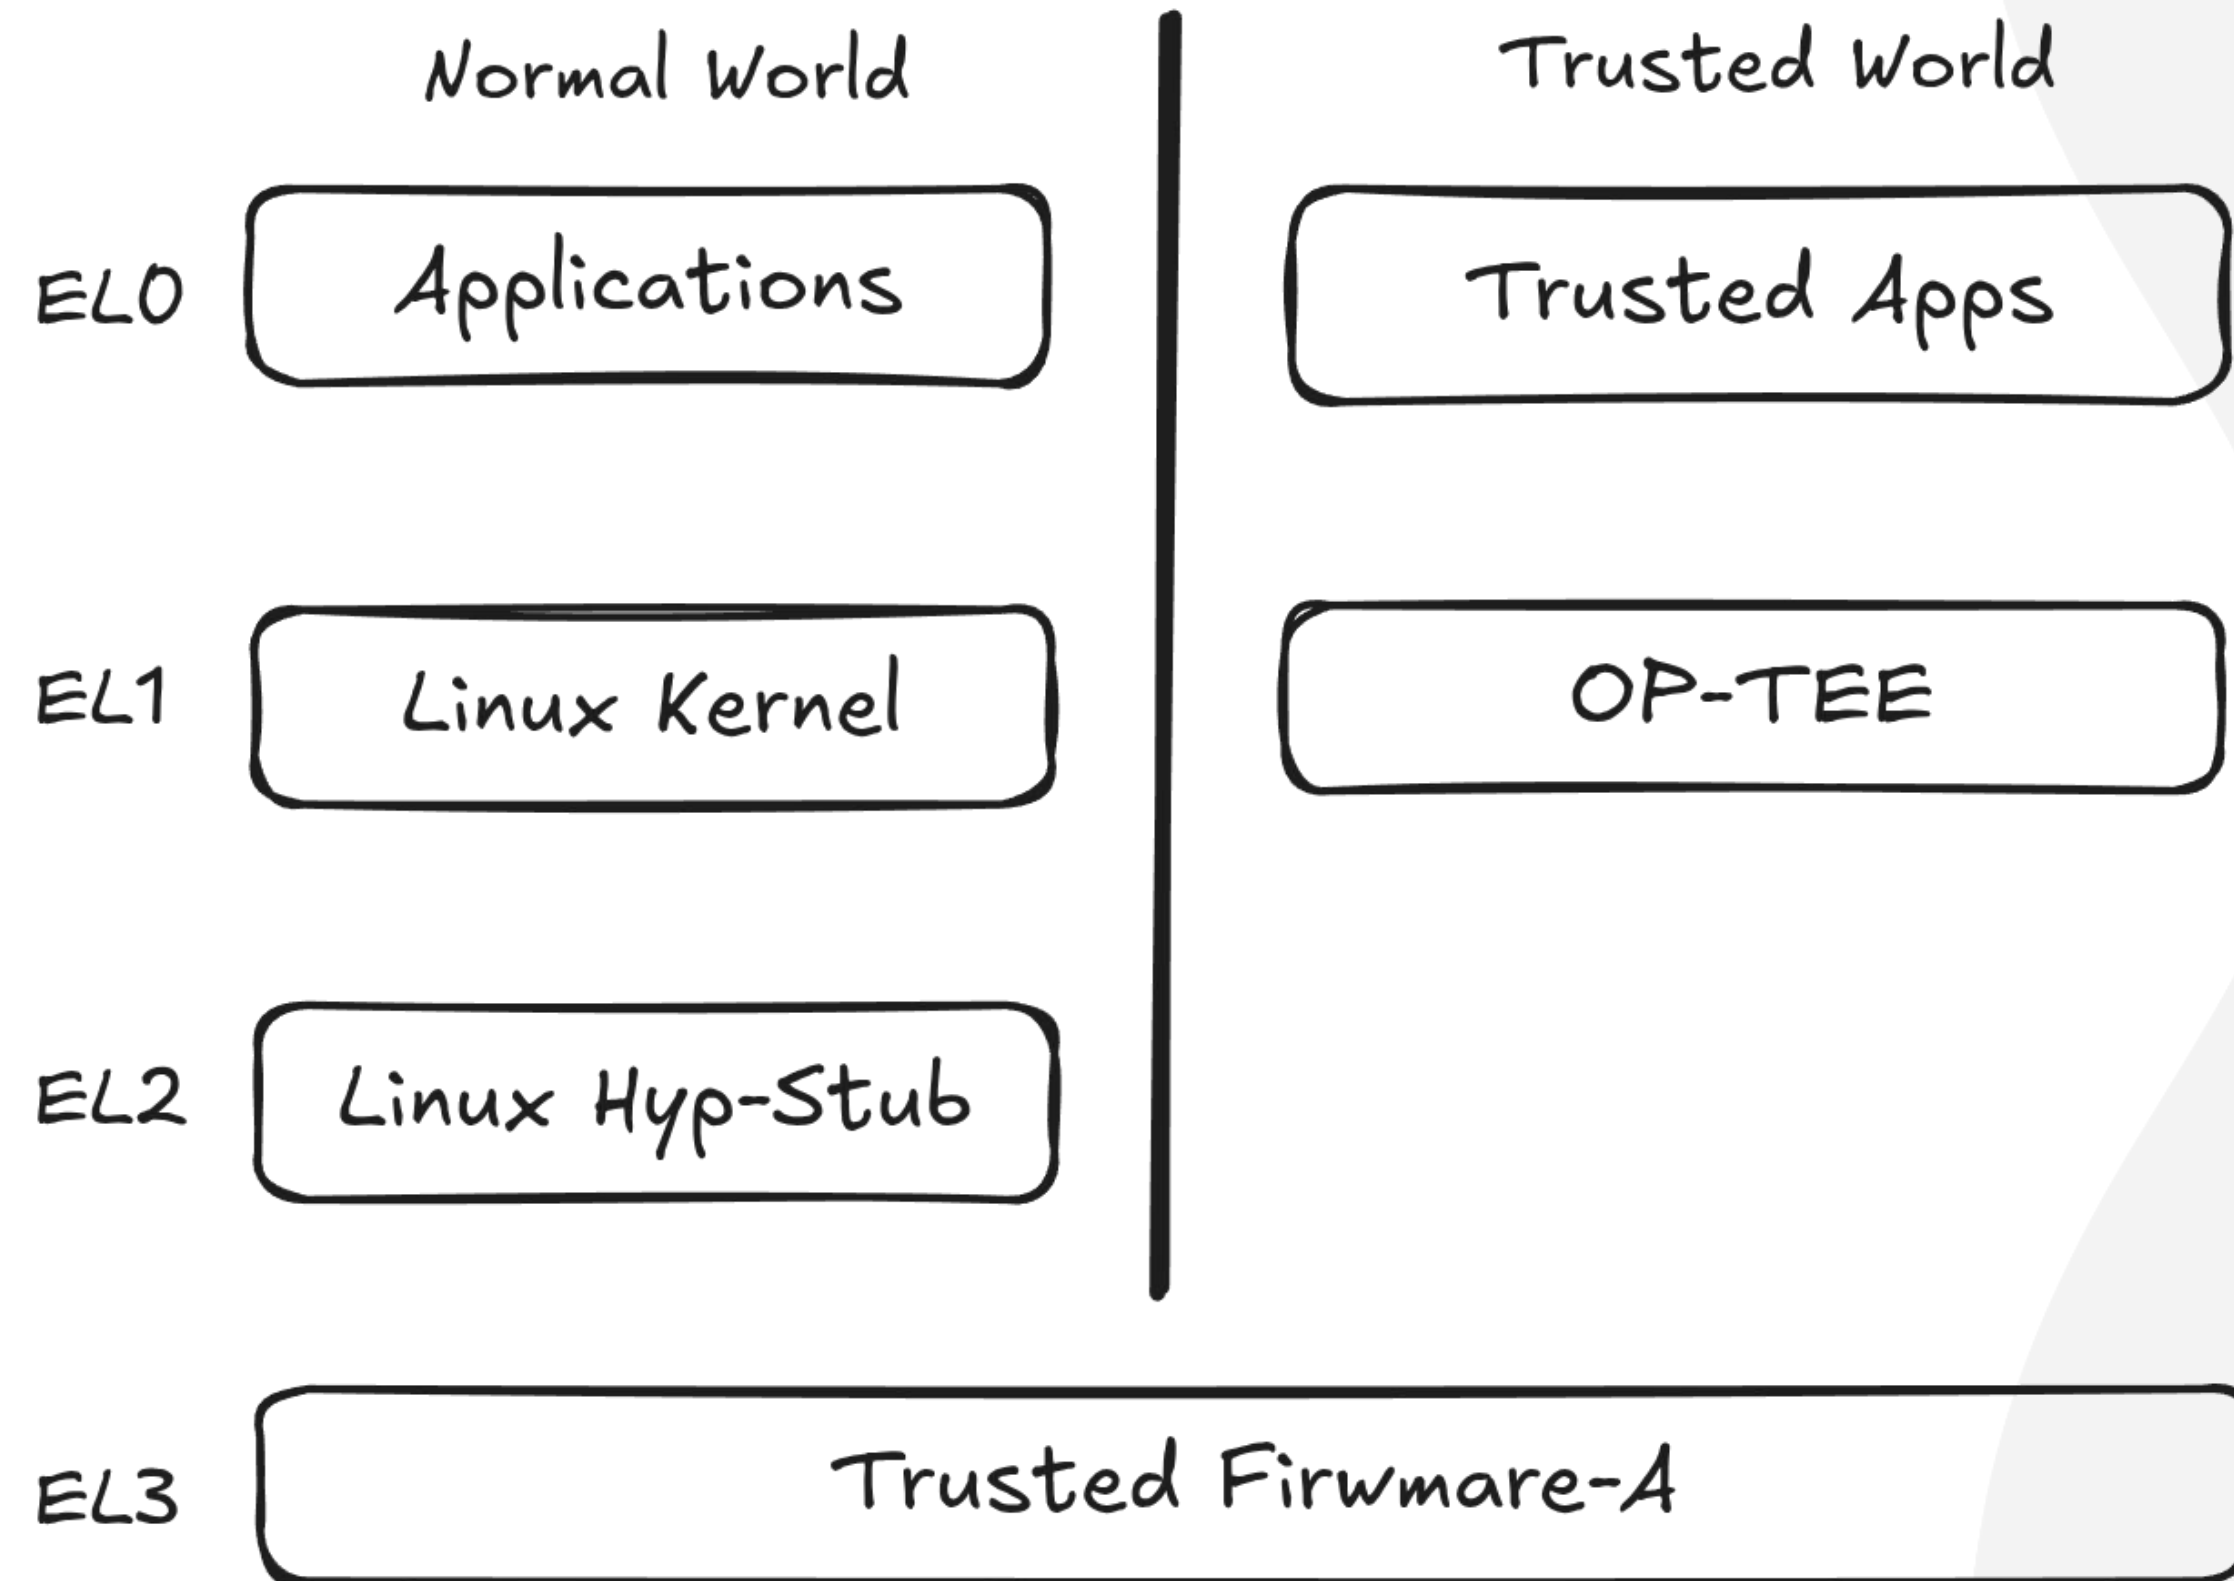 Normal World
Trusted World
EL0
Applications
Trusted Apps
EL1
Linux Kernel
OP-TEE
EL2
Linux Hyp-Stub
EL3
Trusted Firwmare-A